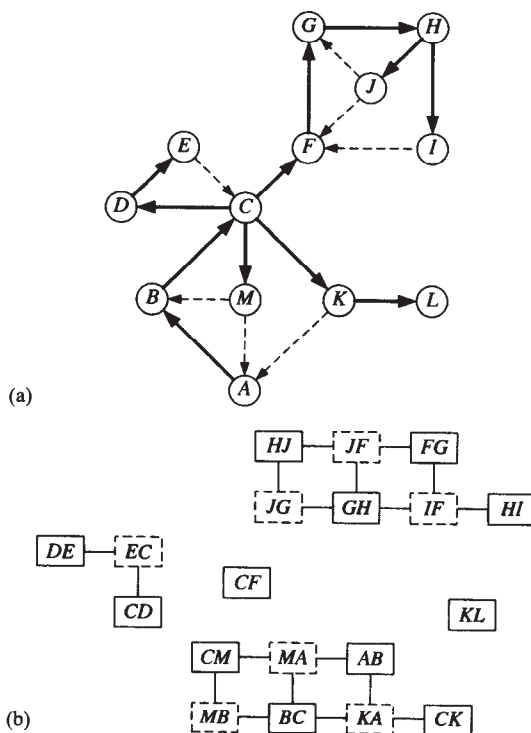 G H
J
E F I
D C
B M K L
A
(a)
HJ JF FG
JG GH IF HI
DE EC
CF
CD KL
CM MA AB
(b) MB BC KA CK